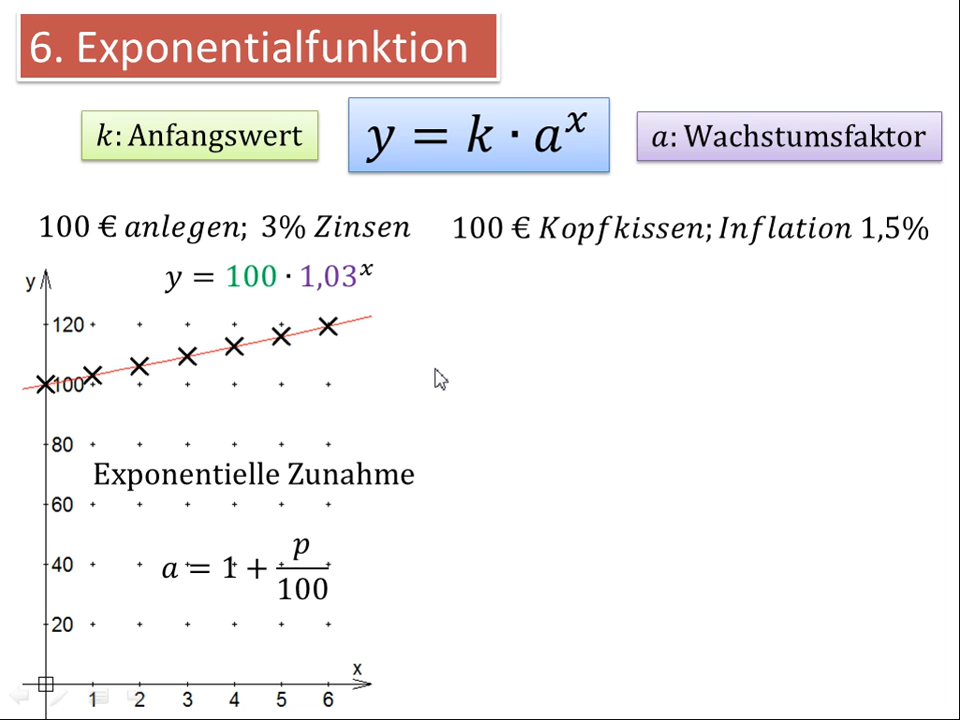 6. Exponentialfunktion
k: Anfangswert
y = k · a^x
a: Wachstumsfaktor
100 € anlegen; 3% Zinsen
100 € Kopfkissen; Inflation 1,5%
y = 100 · 1,03^x
y
120
100
80
Exponentielle Zunahme
60
a = 1 + p/100
40
20
x
1 2 3 4 5 6